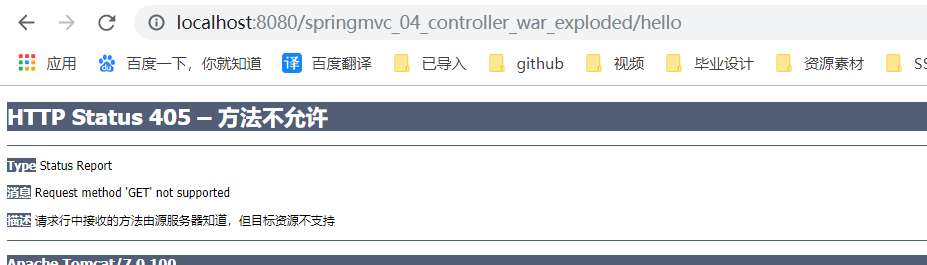 localhost:8080/springmvc_04_controller_war_exploded/hello
应用 百度一下，你就知道 译 百度翻译 已导入 github 视频 毕业设计 资源素材 SS
HTTP Status 405 – 方法不允许
Type Status Report
消息 Request method 'GET' not supported
描述 请求行中接收的方法由源服务器知道，但目标资源不支持
Apache Tomcat/7.0.100